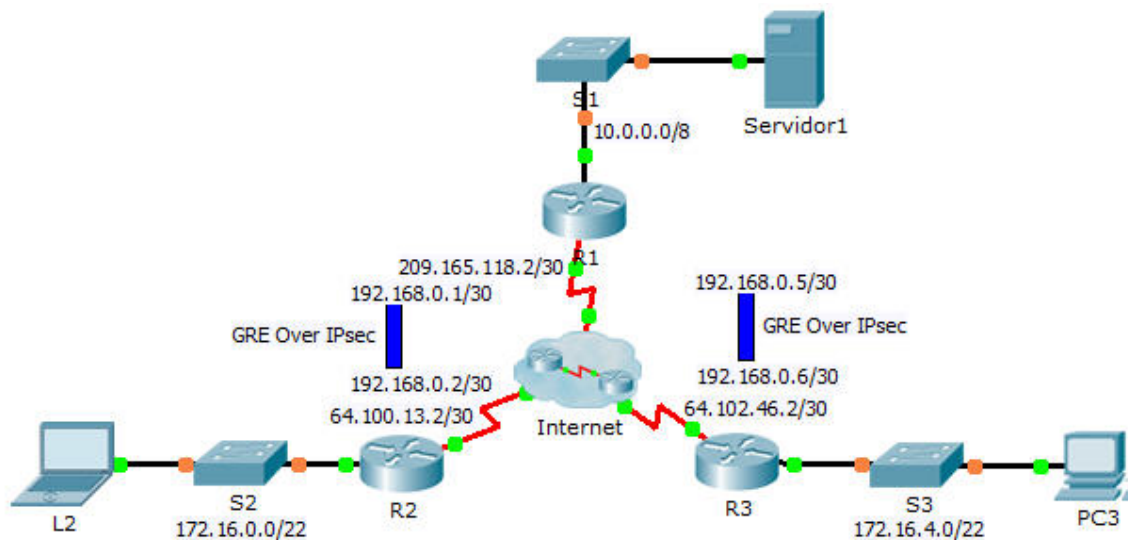 S1
Servidor1
10.0.0.0/8
R1
209.165.118.2/30
192.168.0.1/30
192.168.0.5/30
GRE Over IPsec
GRE Over IPsec
192.168.0.2/30
192.168.0.6/30
64.100.13.2/30
Internet
64.102.46.2/30
L2
S2
172.16.0.0/22
R2
R3
S3
172.16.4.0/22
PC3